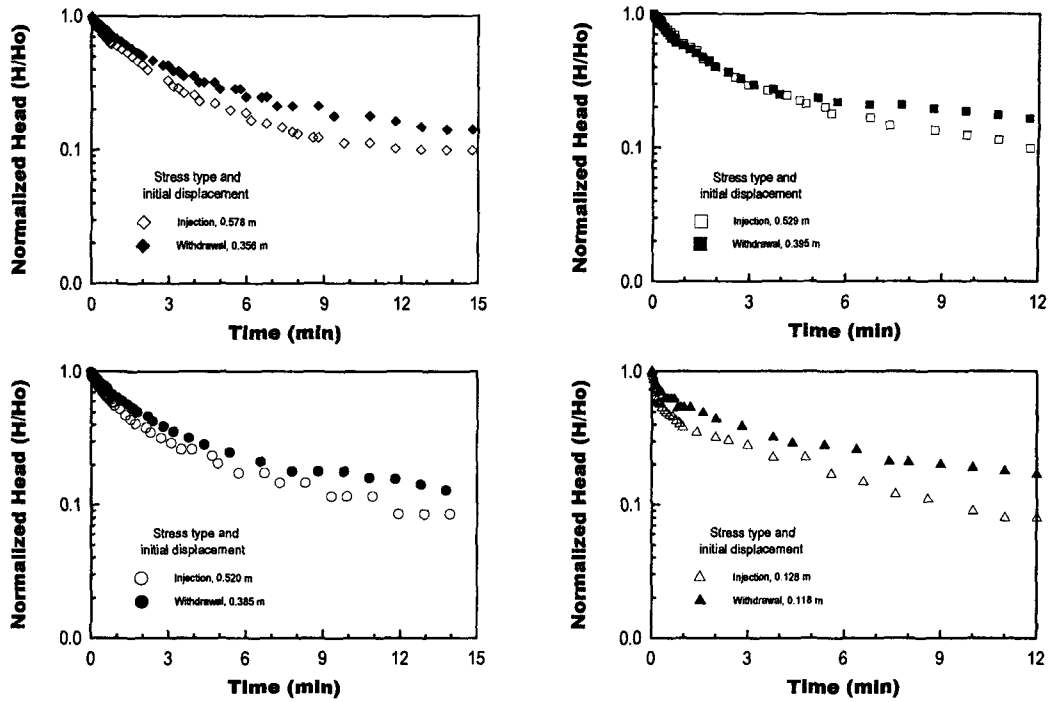 Normalized Head (H/Ho)
1.0
0.1
0.0
Stress type and
initial displacement
Injection, 0.578 m
Withdrawal, 0.356 m
0 3 6 9 12 15
Time (min)
Normalized Head (H/Ho)
1.0
0.1
0.0
Stress type and
initial displacement
Injection, 0.529 m
Withdrawal, 0.395 m
0 3 6 9 12
Time (min)
Normalized Head (H/Ho)
1.0
0.1
0.0
Stress type and
initial displacement
Injection, 0.520 m
Withdrawal, 0.385 m
0 3 6 9 12 15
Time (min)
Normalized Head (H/Ho)
1.0
0.1
0.0
Stress type and
initial displacement
Injection, 0.128 m
Withdrawal, 0.118 m
0 3 6 9 12
Time (min)